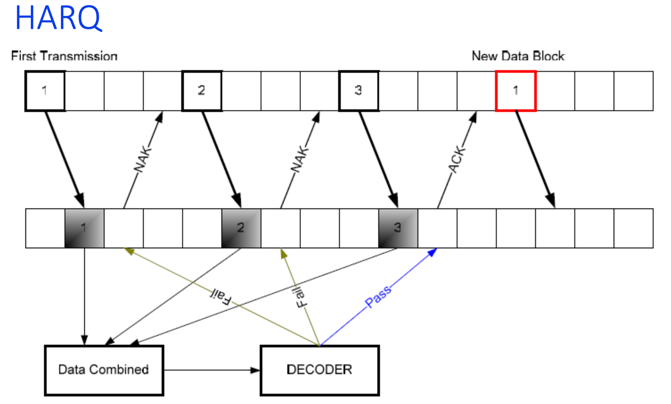 HARQ
First Transmission
New Data Block
1
2
3
1
NAK
NAK
ACK
1
2
3
Fail
Fail
Pass
Data Combined
DECODER